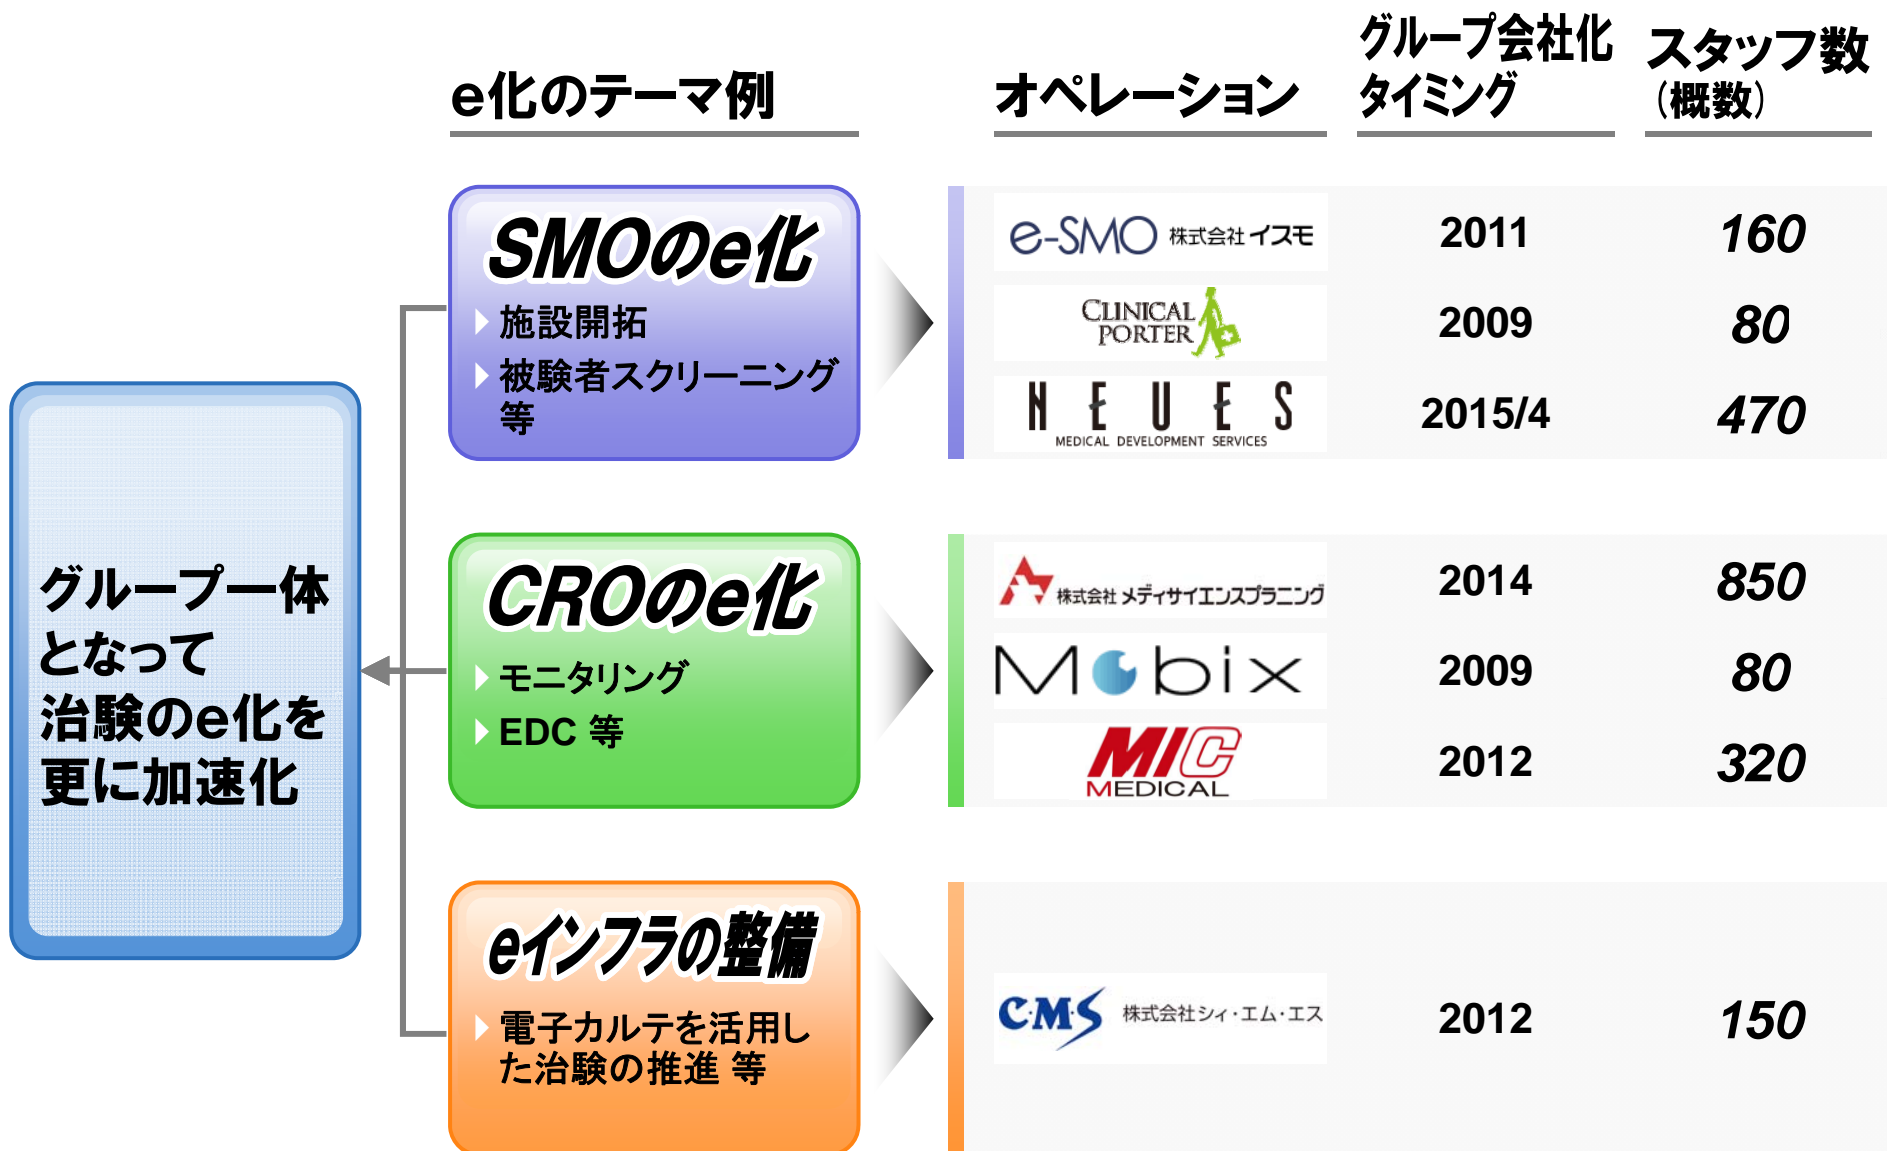 e化のテーマ例
オペレーション
グループ会社化
タイミング
スタッフ数
(概数)
グループ一体
となって
治験のe化を
更に加速化
SMOのe化
施設開拓
被験者スクリーニング
等
e-SMO 株式会社 イスモ
2011
160
CLINICAL
PORTER
2009
80
NEUES
MEDICAL DEVELOPMENT SERVICES
2015/4
470
CROのe化
モニタリング
EDC 等
株式会社 メディサイエンスプラニング
2014
850
Mobix
2009
80
MIC
MEDICAL
2012
320
eインフラの整備
電子カルテを活用し
た治験の推進 等
C·M·S 株式会社シィ・エム・エス
2012
150